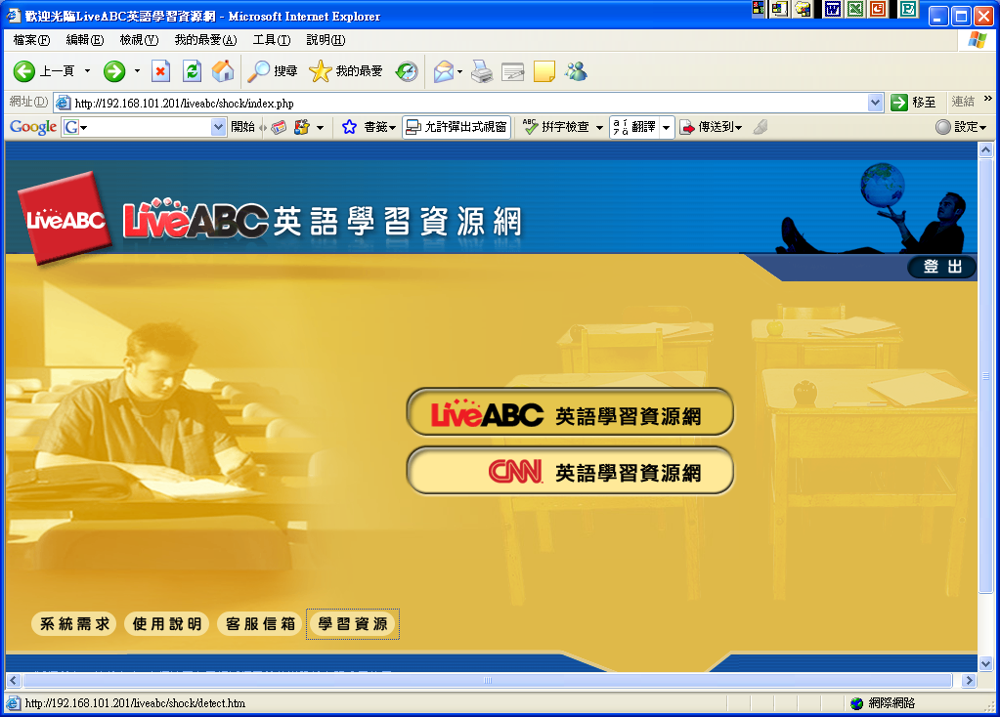 歡迎光臨LiveABC英語學習資源網 - Microsoft Internet Explorer
檔案(F) 編輯(E) 檢視(V) 我的最愛(A) 工具(T) 說明(H)
上一頁 搜尋 我的最愛
網址(D) http://192.168.101.201/liveabc/shock/index.php 移至 連結 »
Google G 開始 書籤 允許彈出式視窗 ABC 拼字檢查 翻譯 傳送到 設定
LiveABC LiveABC 英語學習資源網
登出
LiveABC 英語學習資源網
CNN 英語學習資源網
系統需求 使用說明 客服信箱 學習資源
http://192.168.101.201/liveabc/shock/detect.htm 網際網路